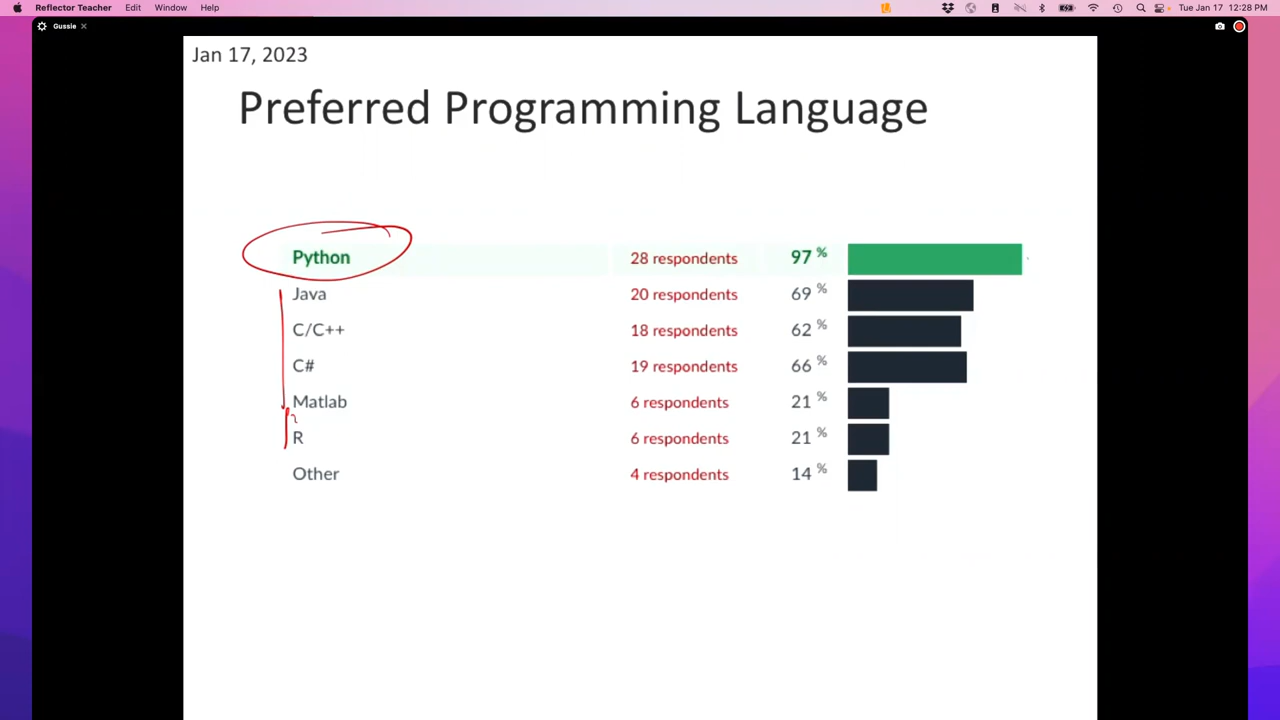 Reflector Teacher Edit Window Help Tue Jan 17 12:28 PM
Gussie
Jan 17, 2023
Preferred Programming Language
Python 28 respondents 97 %
Java 20 respondents 69 %
C/C++ 18 respondents 62 %
C# 19 respondents 66 %
Matlab 6 respondents 21 %
R 6 respondents 21 %
Other 4 respondents 14 %